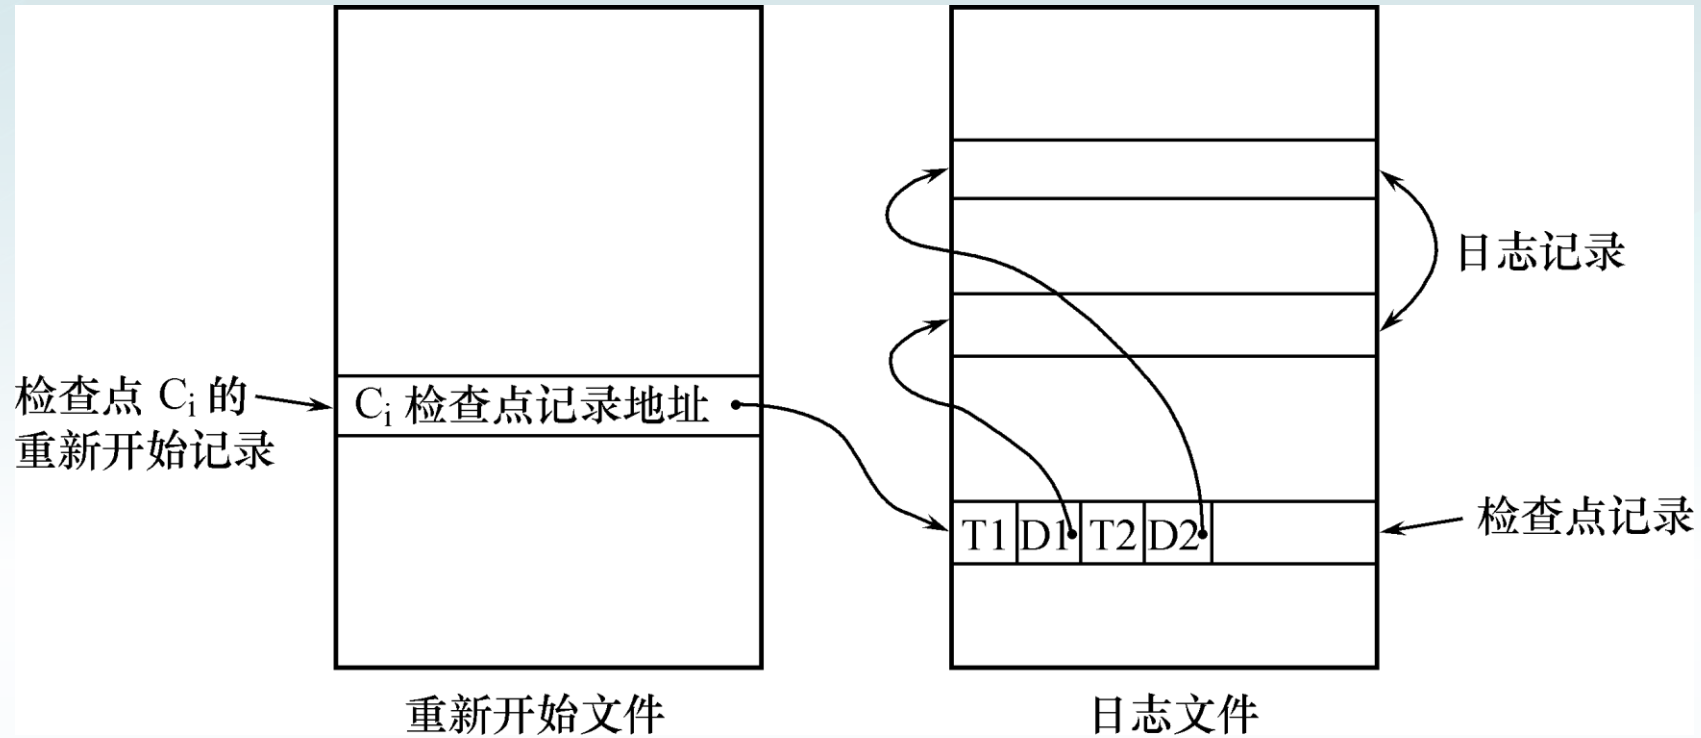 日志记录
检查点 Ci 的
重新开始记录
Ci 检查点记录地址
T1 D1 T2 D2
检查点记录
重新开始文件
日志文件